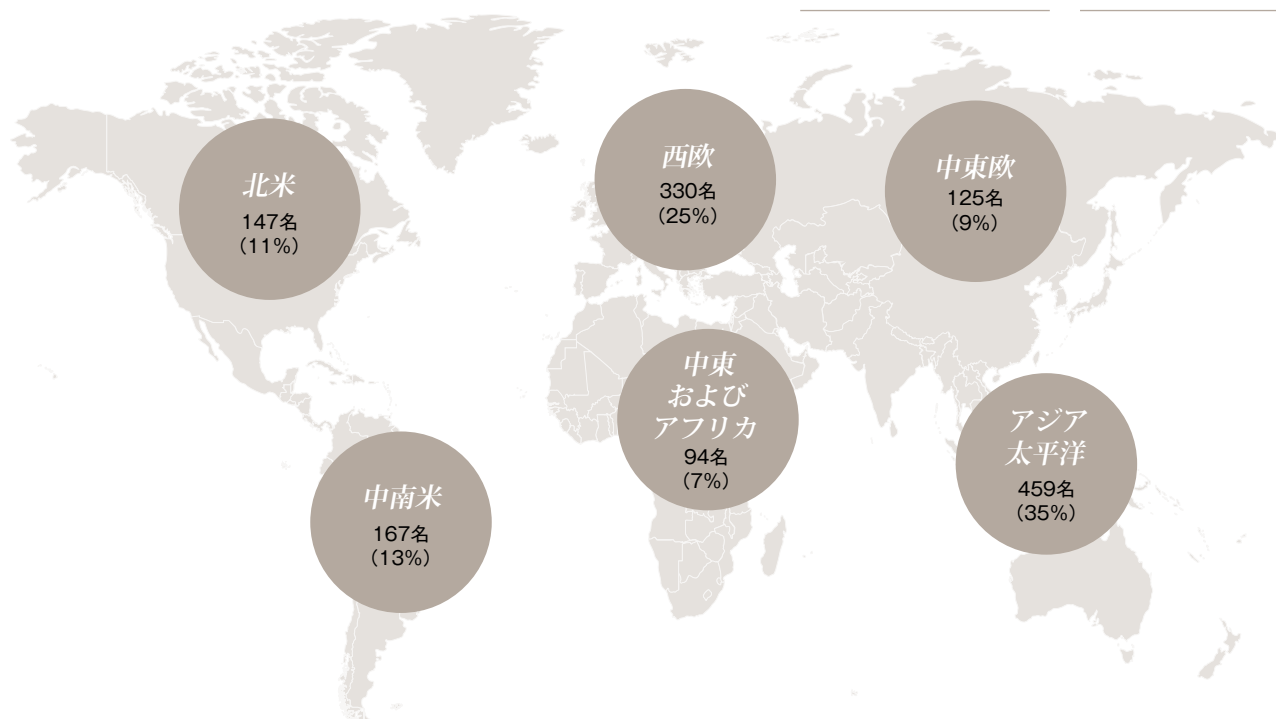 北米
147名
（11%）
西欧
330名
（25%）
中東欧
125名
（9%）
中東
および
アフリカ
94名
（7%）
アジア
太平洋
459名
（35%）
中南米
167名
（13%）